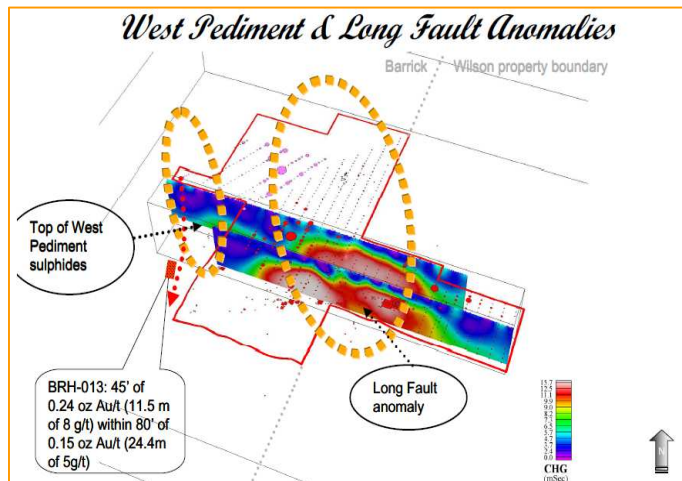 West Pediment & Long Fault Anomalies
Barrick Wilson property boundary
Top of West
Pediment
sulphides
BRH-013: 45' of
0.24 oz Au/t (11.5 m
of 8 g/t) within 80' of
0.15 oz Au/t (24.4m
of 5g/t)
Long Fault
anomaly
CHG
(mSec)
N